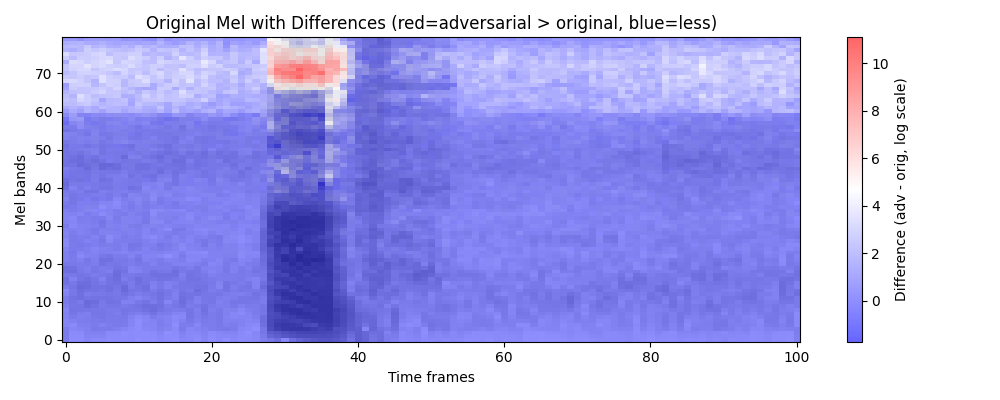 Original Mel with Differences (red=adversarial > original, blue=less)
Mel bands
70
60
50
40
30
20
10
0
0 20 40 60 80 100
Time frames
10
8
6
4
2
0
Difference (adv - orig, log scale)